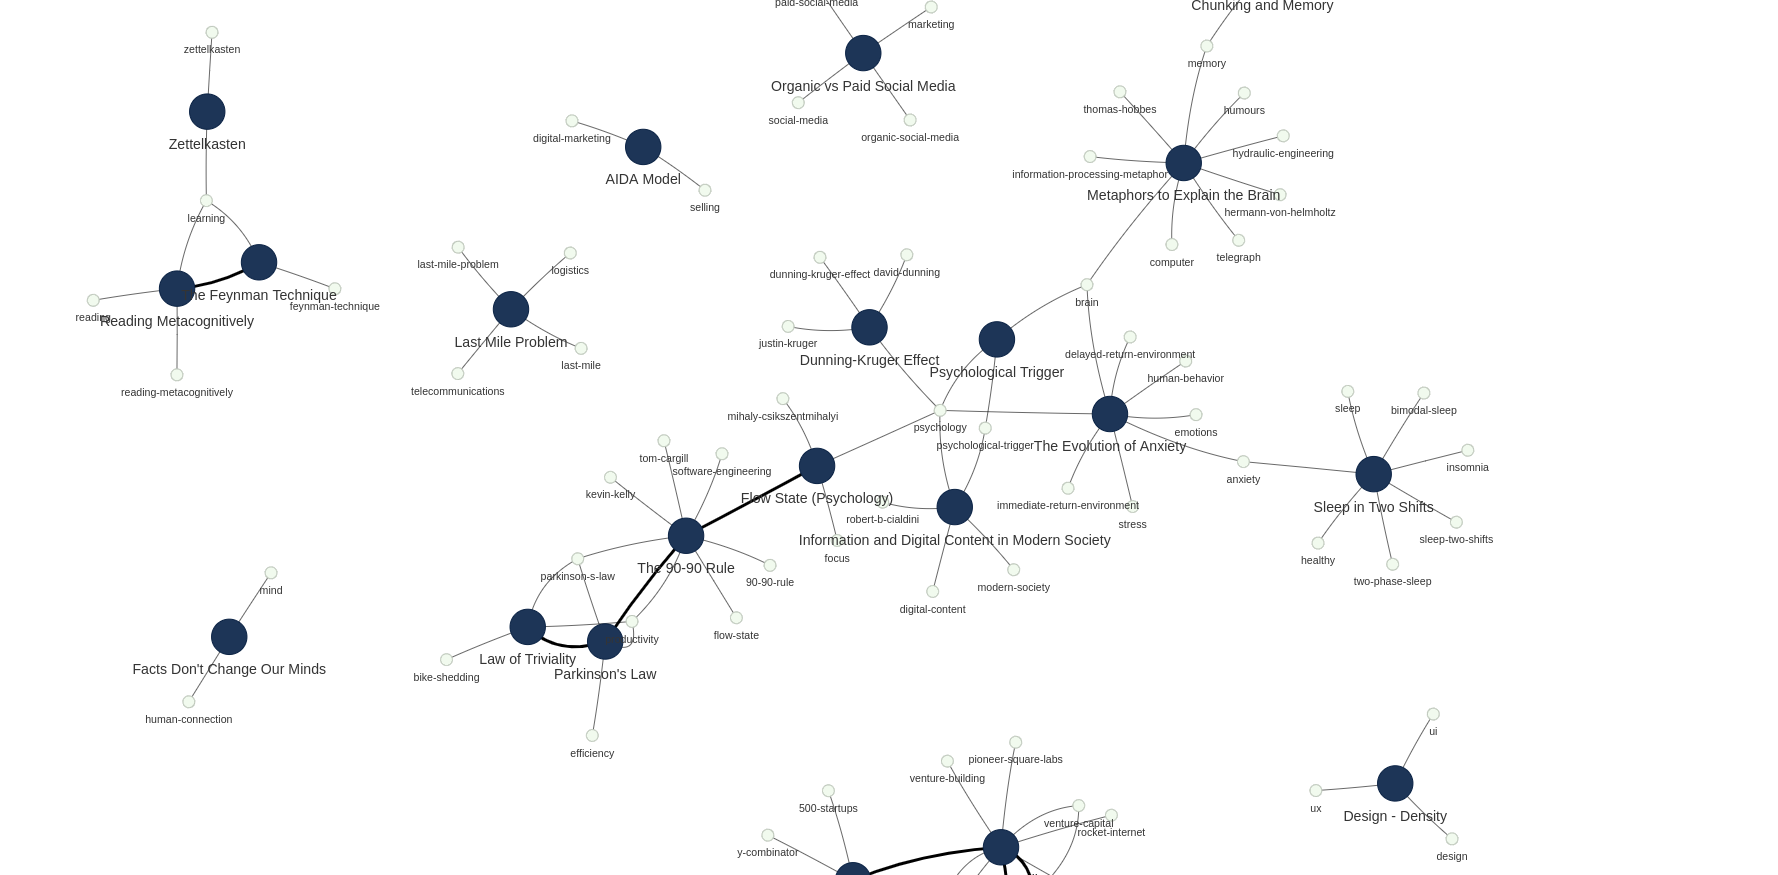 paid-social-media
Chunking and Memory
marketing
zettelkasten
memory
Organic vs Paid Social Media
thomas-hobbes
humours
social-media
organic-social-media
digital-marketing
Zettelkasten
hydraulic-engineering
information-processing-metaphor
AIDA Model
Metaphors to Explain the Brain
selling
hermann-von-helmholtz
learning
telegraph
computer
last-mile-problem
logistics
dunning-kruger-effect
david-dunning
The Feynman Technique
brain
feynman-technique
reading
Reading Metacognitively
Last Mile Problem
justin-kruger
delayed-return-environment
Dunning-Kruger Effect
last-mile
Psychological Trigger
human-behavior
telecommunications
reading-metacognitively
sleep
bimodal-sleep
mihaly-csikszentmihalyi
psychology
emotions
psychological-trigger
The Evolution of Anxiety
tom-cargill
software-engineering
insomnia
anxiety
kevin-kelly
Flow State (Psychology)
immediate-return-environment
Sleep in Two Shifts
robert-b-cialdini
stress
Information and Digital Content in Modern Society
sleep-two-shifts
focus
healthy
The 90-90 Rule
parkinson-s-law
90-90-rule
two-phase-sleep
mind
modern-society
digital-content
flow-state
Law of Triviality
Facts Don't Change Our Minds
Parkinson's Law
bike-shedding
human-connection
ui
efficiency
pioneer-square-labs
venture-building
500-startups
ux
Design - Density
venture-capital
rocket-internet
y-combinator
design